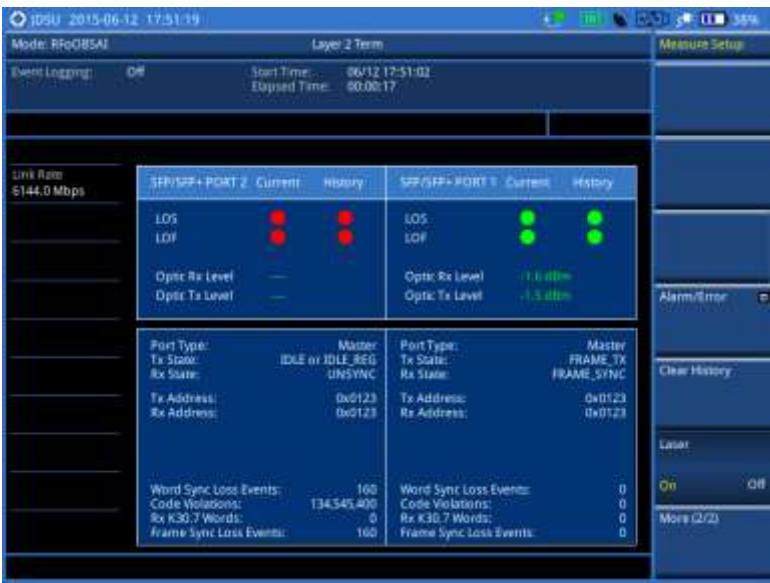 JDSU 2015-06-12 17:51:19
38%
Mode: RFoOBSAI
Layer 2 Term
Measure Setup
Event Logging: Off
Start Time: 06/12 17:51:02
Elapsed Time: 00:00:17
Link Rate
6144.0 Mbps
SFP/SFP+ PORT 2 Current History
LOS
LOF
Optic Rx Level ---
Optic Tx Level ---
SFP/SFP+ PORT 1 Current History
LOS
LOF
Optic Rx Level -1.6 dBm
Optic Tx Level -1.5 dBm
Port Type: Master
Tx State: IDLE or IDLE_REG
Rx State: UNSYNC
Tx Address: 0x0123
Rx Address: 0x0123
Word Sync Loss Events: 160
Code Violations: 134,545,400
Rx K30.7 Words: 0
Frame Sync Loss Events: 160
Port Type: Master
Tx State: FRAME_TX
Rx State: FRAME_SYNC
Tx Address: 0x0123
Rx Address: 0x0123
Word Sync Loss Events: 0
Code Violations: 0
Rx K30.7 Words: 0
Frame Sync Loss Events: 0
Alarm/Error
Clear History
Laser
On Off
More (2/2)